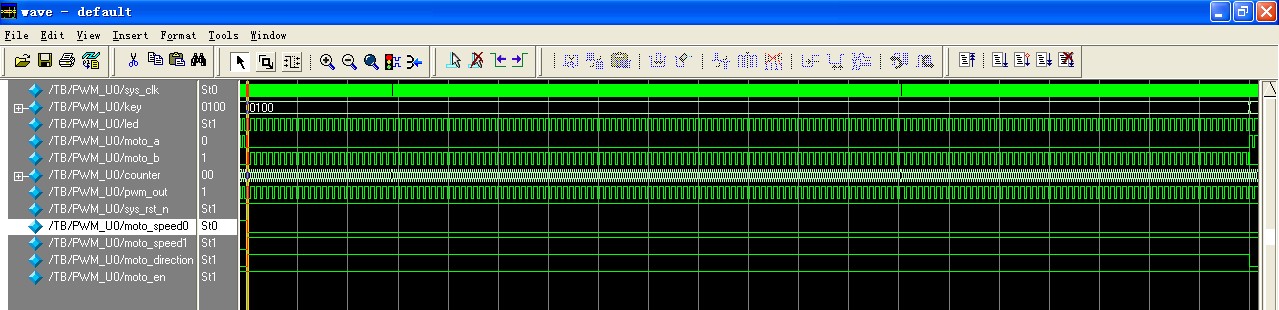 wave - default
File Edit View Insert Format Tools Window
/TB/PWM_U0/sys_clk St0
/TB/PWM_U0/key 0100 0100
/TB/PWM_U0/led St1
/TB/PWM_U0/moto_a 0
/TB/PWM_U0/moto_b 1
/TB/PWM_U0/counter 00
/TB/PWM_U0/pwm_out 1
/TB/PWM_U0/sys_rst_n St1
/TB/PWM_U0/moto_speed0 St0
/TB/PWM_U0/moto_speed1 St1
/TB/PWM_U0/moto_direction St1
/TB/PWM_U0/moto_en St1